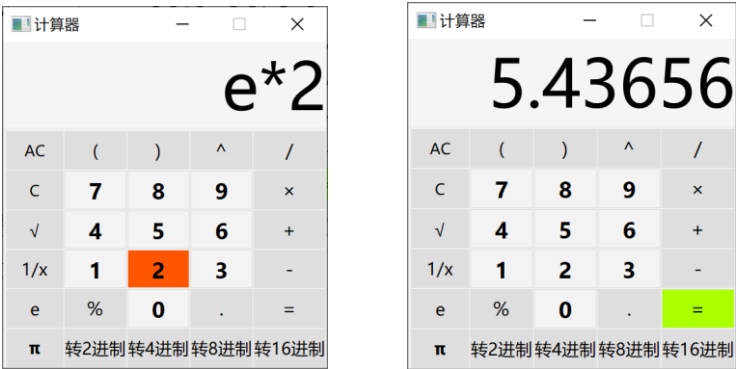 计算器
e*2
AC ( ) ^ /
C 7 8 9 ×
√ 4 5 6 +
1/x 1 2 3 -
e % 0 . =
π 转2进制 转4进制 转8进制 转16进制
计算器
5.43656
AC ( ) ^ /
C 7 8 9 ×
√ 4 5 6 +
1/x 1 2 3 -
e % 0 . =
π 转2进制 转4进制 转8进制 转16进制